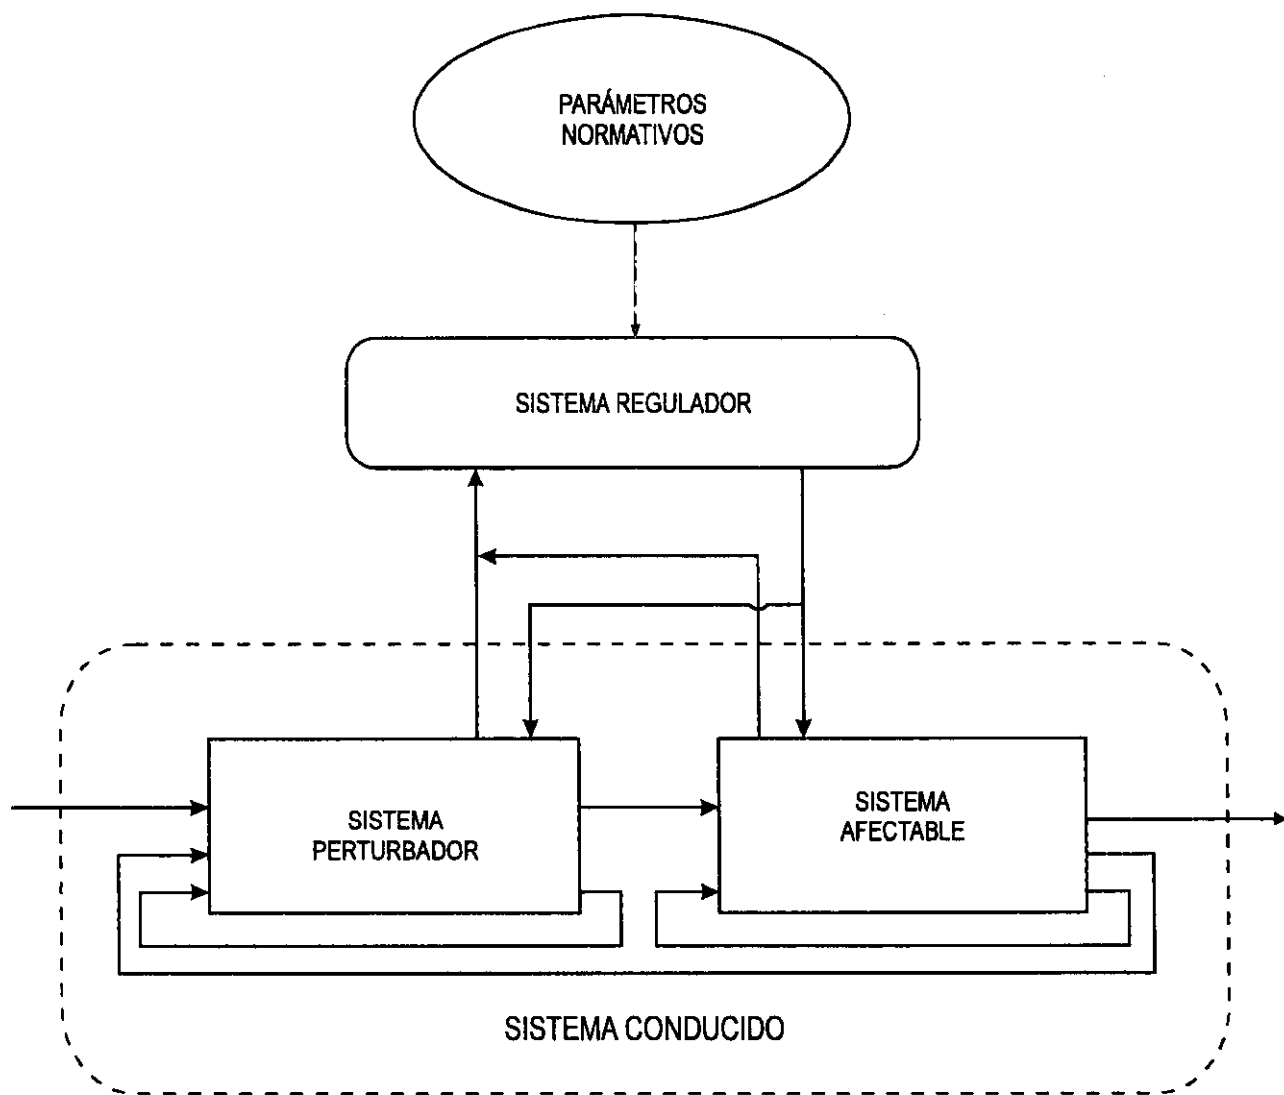 PARÁMETROS
NORMATIVOS
SISTEMA REGULADOR
SISTEMA
PERTURBADOR
SISTEMA
AFECTABLE
SISTEMA CONDUCIDO